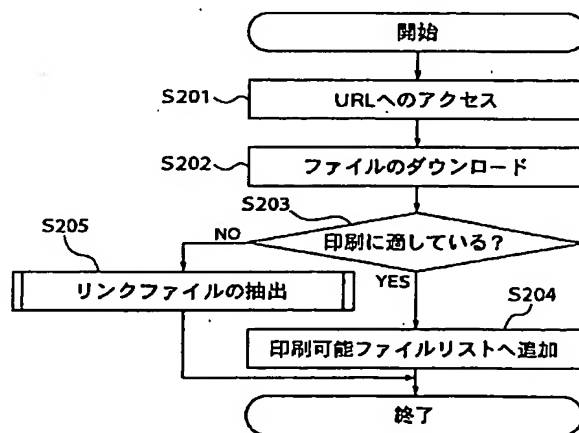 開始
S201
URLへのアクセス
S202
ファイルのダウンロード
S203
印刷に適している？
NO
YES
S205
リンクファイルの抽出
S204
印刷可能ファイルリストへ追加
終了